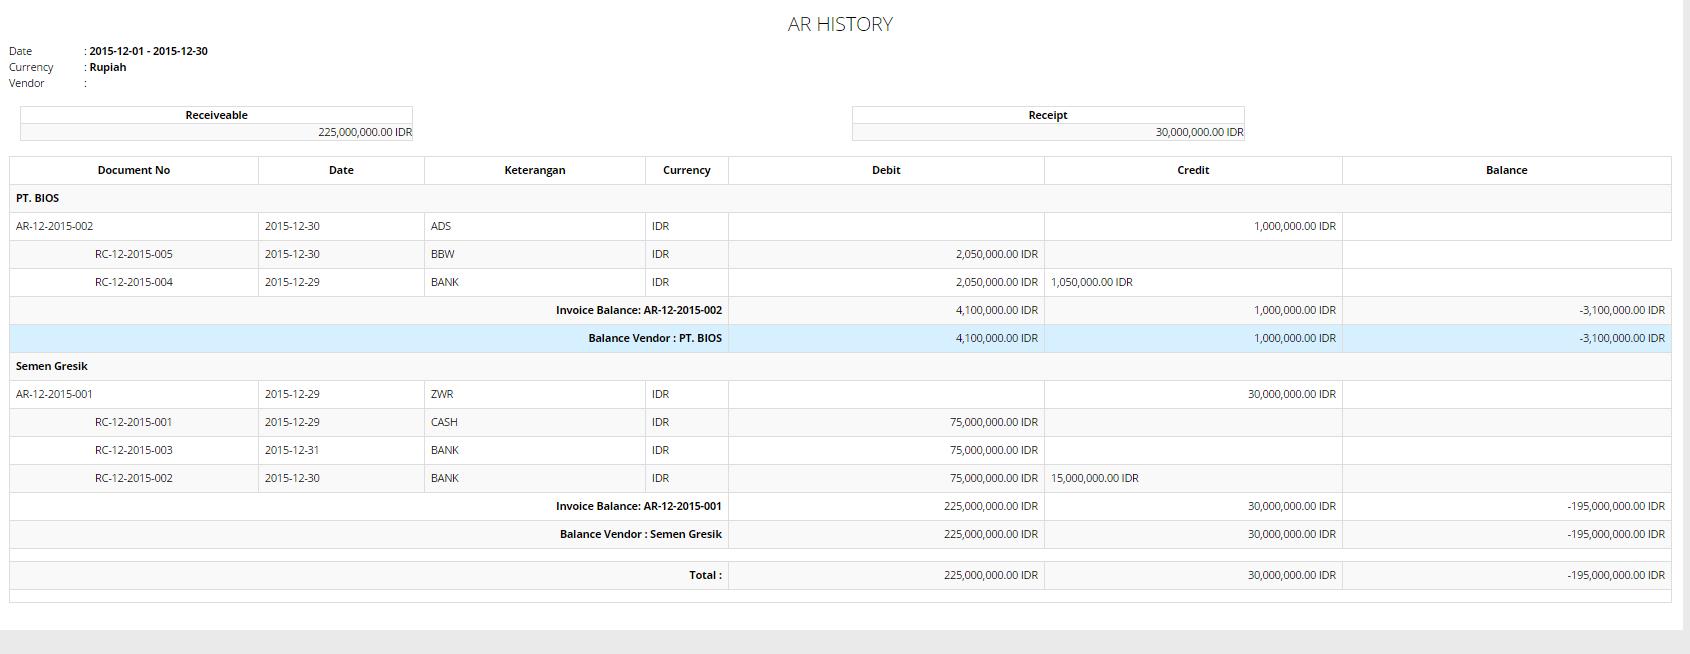 AR HISTORY
Date : 2015-12-01 - 2015-12-30
Currency : Rupiah
Vendor :
Receiveable Receipt
225,000,000.00 IDR 30,000,000.00 IDR
Document No Date Keterangan Currency Debit Credit Balance
PT. BIOS
AR-12-2015-002 2015-12-30 ADS IDR 1,000,000.00 IDR
RC-12-2015-005 2015-12-30 BBW IDR 2,050,000.00 IDR
RC-12-2015-004 2015-12-29 BANK IDR 2,050,000.00 IDR 1,050,000.00 IDR
Invoice Balance: AR-12-2015-002 4,100,000.00 IDR 1,000,000.00 IDR -3,100,000.00 IDR
Balance Vendor : PT. BIOS 4,100,000.00 IDR 1,000,000.00 IDR -3,100,000.00 IDR
Semen Gresik
AR-12-2015-001 2015-12-29 ZWR IDR 30,000,000.00 IDR
RC-12-2015-001 2015-12-29 CASH IDR 75,000,000.00 IDR
RC-12-2015-003 2015-12-31 BANK IDR 75,000,000.00 IDR
RC-12-2015-002 2015-12-30 BANK IDR 75,000,000.00 IDR 15,000,000.00 IDR
Invoice Balance: AR-12-2015-001 225,000,000.00 IDR 30,000,000.00 IDR -195,000,000.00 IDR
Balance Vendor : Semen Gresik 225,000,000.00 IDR 30,000,000.00 IDR -195,000,000.00 IDR
Total : 225,000,000.00 IDR 30,000,000.00 IDR -195,000,000.00 IDR